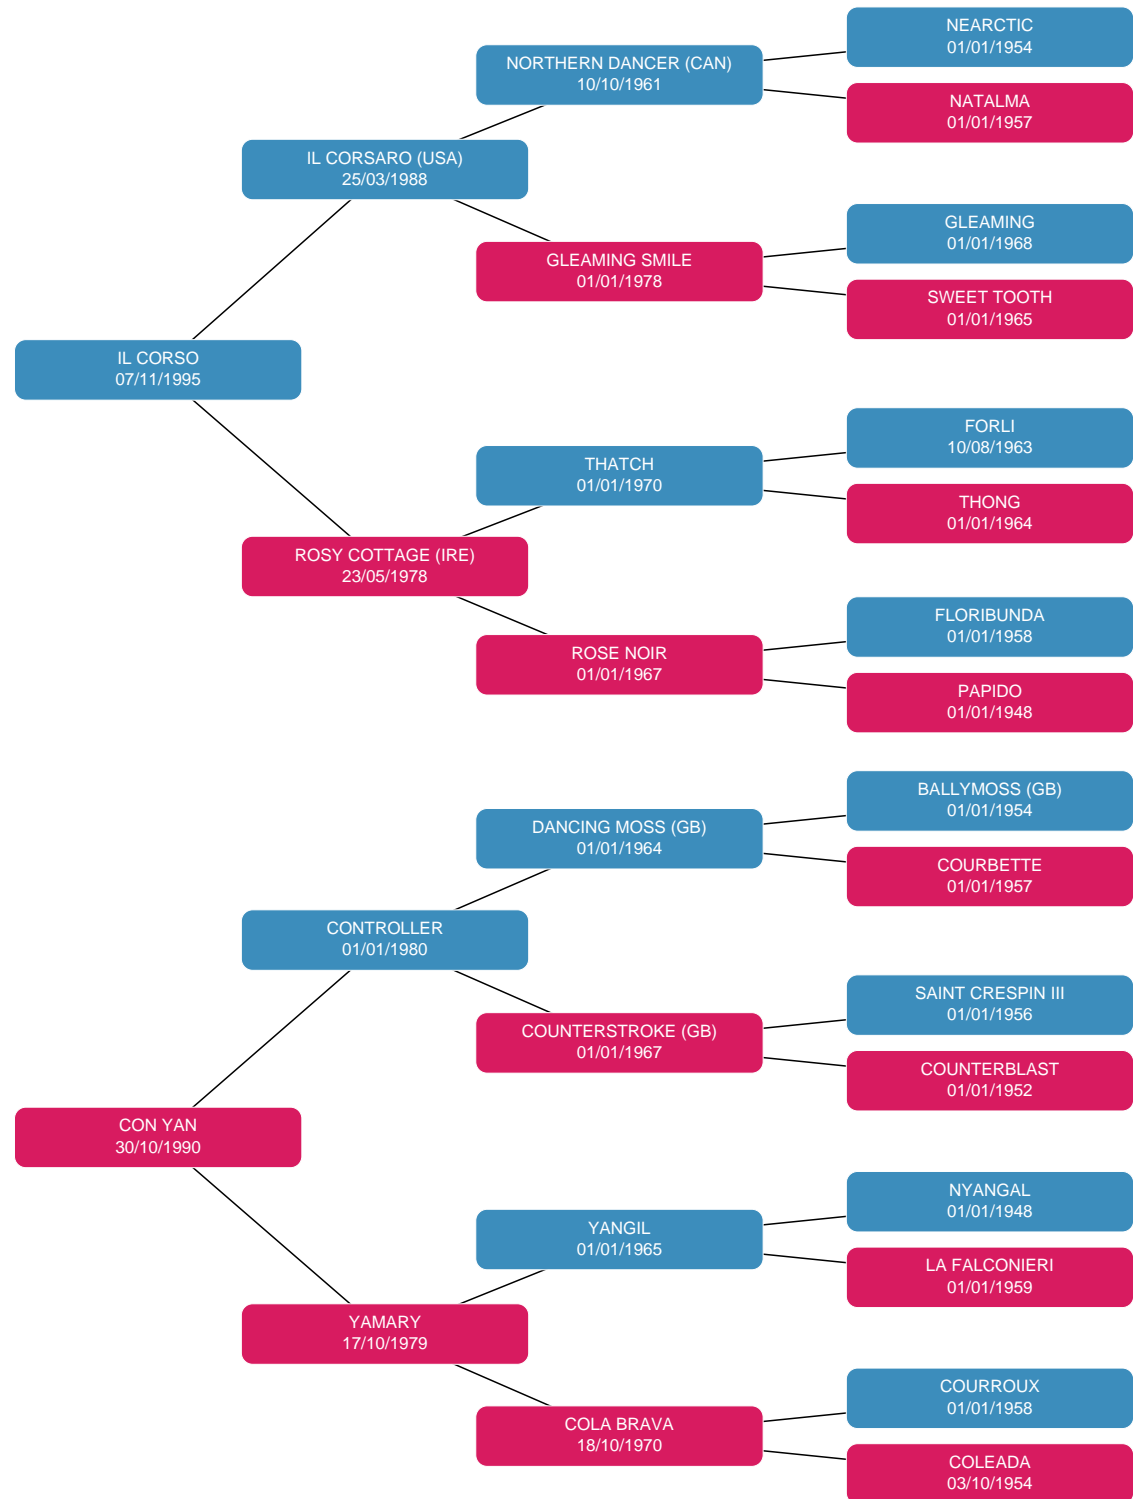 NEARCTIC
01/01/1954
NORTHERN DANCER (CAN)
10/10/1961
NATALMA
01/01/1957
IL CORSARO (USA)
25/03/1988
GLEAMING
01/01/1968
GLEAMING SMILE
01/01/1978
SWEET TOOTH
01/01/1965
IL CORSO
07/11/1995
FORLI
10/08/1963
THATCH
01/01/1970
THONG
01/01/1964
ROSY COTTAGE (IRE)
23/05/1978
FLORIBUNDA
01/01/1958
ROSE NOIR
01/01/1967
PAPIDO
01/01/1948
BALLYMOSS (GB)
01/01/1954
DANCING MOSS (GB)
01/01/1964
COURBETTE
01/01/1957
CONTROLLER
01/01/1980
SAINT CRESPIN III
01/01/1956
COUNTERSTROKE (GB)
01/01/1967
COUNTERBLAST
01/01/1952
CON YAN
30/10/1990
NYANGAL
01/01/1948
YANGIL
01/01/1965
LA FALCONIERI
01/01/1959
YAMARY
17/10/1979
COURROUX
01/01/1958
COLA BRAVA
18/10/1970
COLEADA
03/10/1954